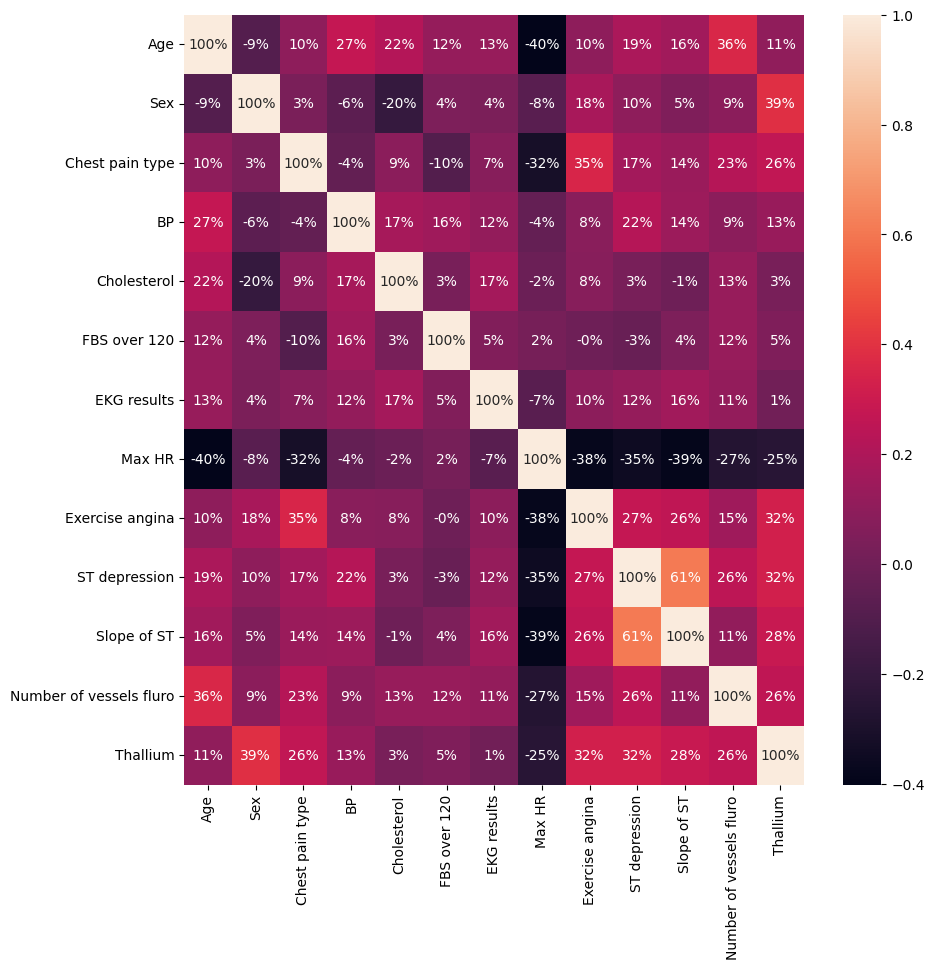 Age 100% -9% 10% 27% 22% 12% 13% -40% 10% 19% 16% 36% 11%
Sex -9% 100% 3% -6% -20% 4% 4% -8% 18% 10% 5% 9% 39%
Chest pain type 10% 3% 100% -4% 9% -10% 7% -32% 35% 17% 14% 23% 26%
BP 27% -6% -4% 100% 17% 16% 12% -4% 8% 22% 14% 9% 13%
Cholesterol 22% -20% 9% 17% 100% 3% 17% -2% 8% 3% -1% 13% 3%
FBS over 120 12% 4% -10% 16% 3% 100% 5% 2% -0% -3% 4% 12% 5%
EKG results 13% 4% 7% 12% 17% 5% 100% -7% 10% 12% 16% 11% 1%
Max HR -40% -8% -32% -4% -2% 2% -7% 100% -38% -35% -39% -27% -25%
Exercise angina 10% 18% 35% 8% 8% -0% 10% -38% 100% 27% 26% 15% 32%
ST depression 19% 10% 17% 22% 3% -3% 12% -35% 27% 100% 61% 26% 32%
Slope of ST 16% 5% 14% 14% -1% 4% 16% -39% 26% 61% 100% 11% 28%
Number of vessels fluro 36% 9% 23% 9% 13% 12% 11% -27% 15% 26% 11% 100% 26%
Thallium 11% 39% 26% 13% 3% 5% 1% -25% 32% 32% 28% 26% 100%
Age
Sex
Chest pain type
BP
Cholesterol
FBS over 120
EKG results
Max HR
Exercise angina
ST depression
Slope of ST
Number of vessels fluro
Thallium
1.0
0.8
0.6
0.4
0.2
0.0
−0.2
−0.4